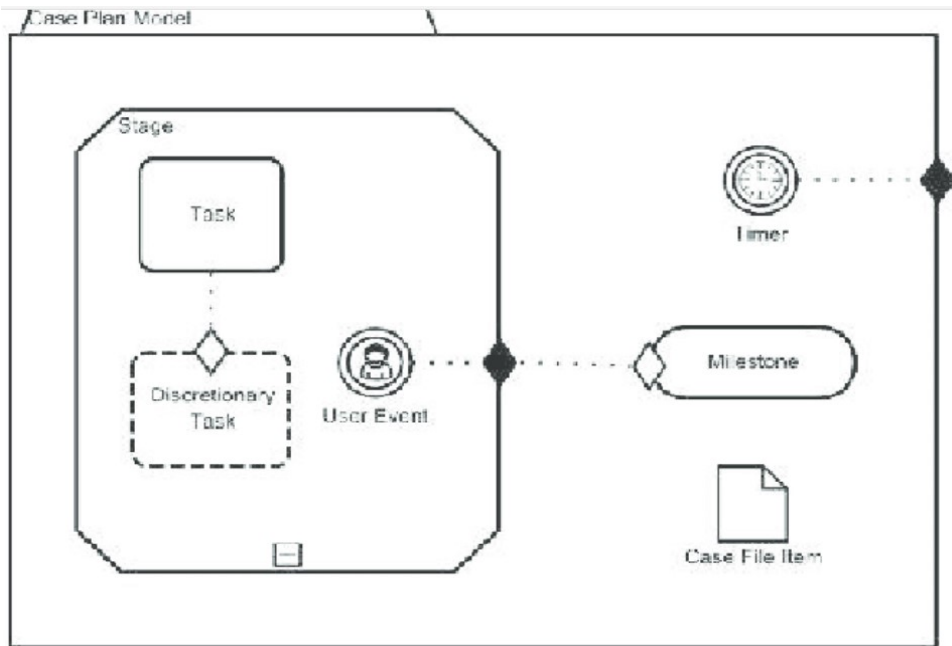 Case Plan Model
Stage
Task
Timer
Discretionary
Task
User Event
Milestone
Case File Item